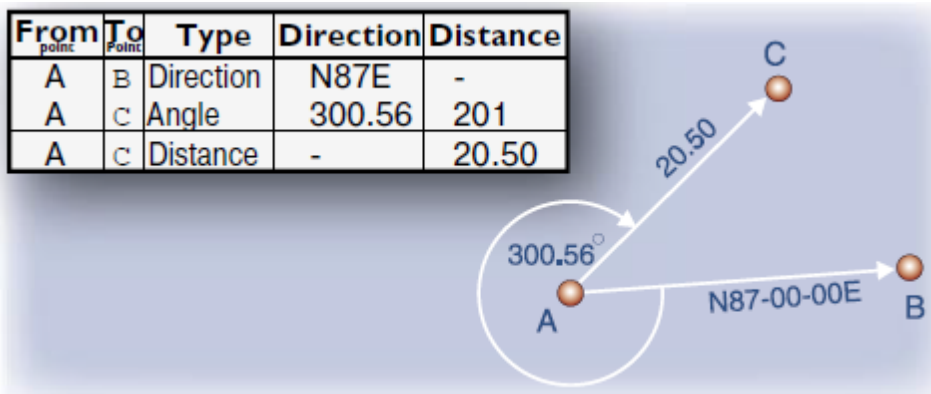 From To Type Direction Distance
point Point
A B Direction N87E -
A C Angle 300.56 201
A C Distance - 20.50
C
20.50
300.56°
N87-00-00E
A
B